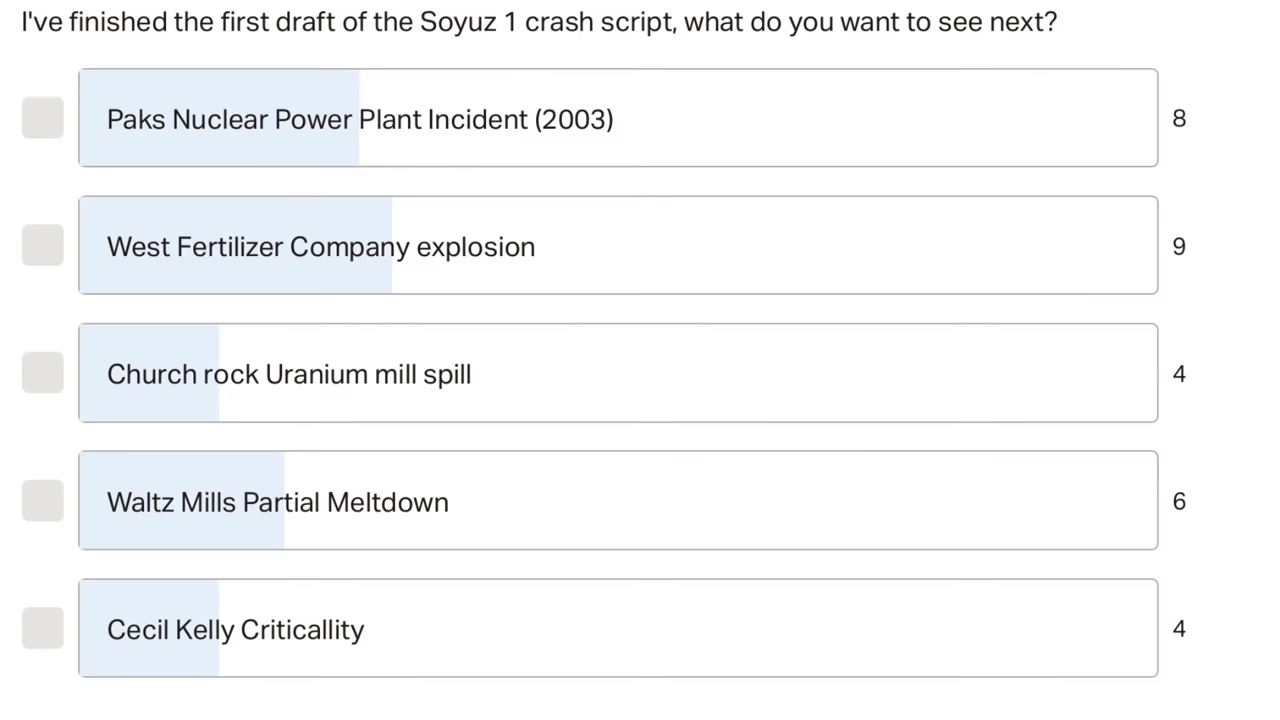 I've finished the first draft of the Soyuz 1 crash script, what do you want to see next?
Paks Nuclear Power Plant Incident (2003) 8
West Fertilizer Company explosion 9
Church rock Uranium mill spill 4
Waltz Mills Partial Meltdown 6
Cecil Kelly Criticallity 4